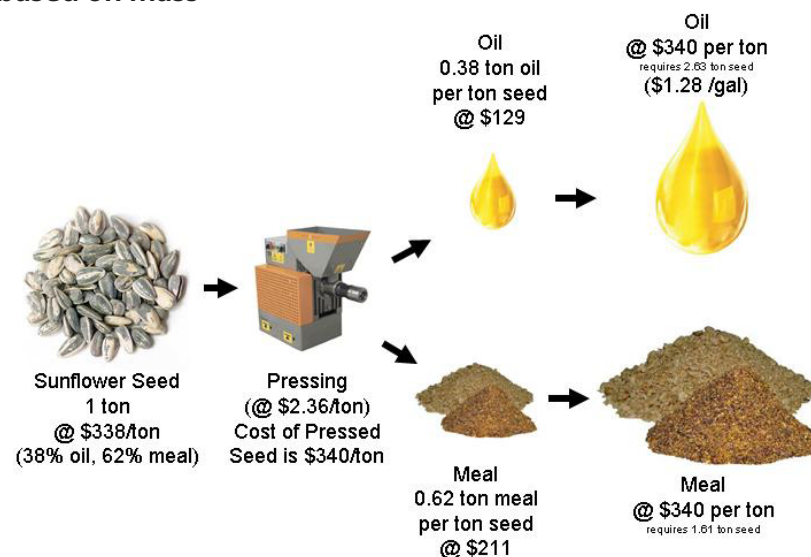 Oil
0.38 ton oil
per ton seed
@ $129
Oil
@ $340 per ton
requires 2.63 ton seed
($1.28 /gal)
Sunflower Seed
1 ton
@ $338/ton
(38% oil, 62% meal)
Pressing
(@ $2.36/ton)
Cost of Pressed
Seed is $340/ton
Meal
0.62 ton meal
per ton seed
@ $211
Meal
@ $340 per ton
requires 1.61 ton seed